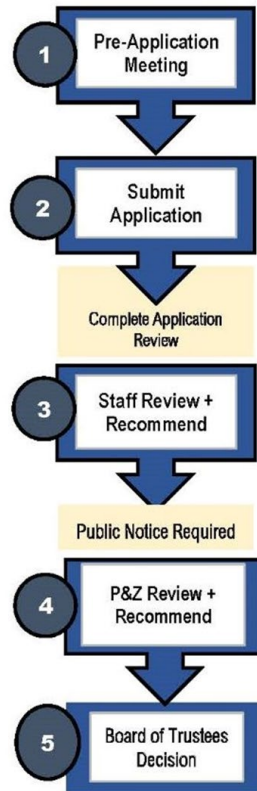 1
Pre-Application
Meeting
2
Submit
Application
Complete Application
Review
3
Staff Review +
Recommend
Public Notice Required
4
P&Z Review +
Recommend
5
Board of Trustees
Decision